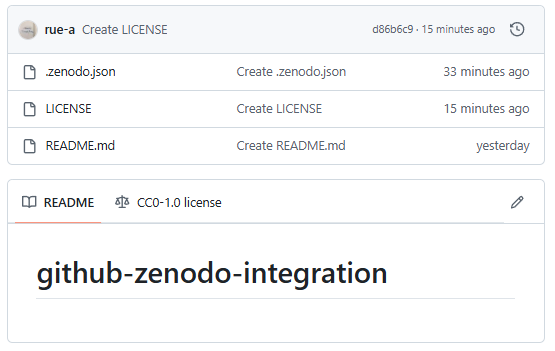 rue-a Create LICENSE d86b6c9 · 15 minutes ago
.zenodo.json Create .zenodo.json 33 minutes ago
LICENSE Create LICENSE 15 minutes ago
README.md Create README.md yesterday
README CC0-1.0 license
github-zenodo-integration